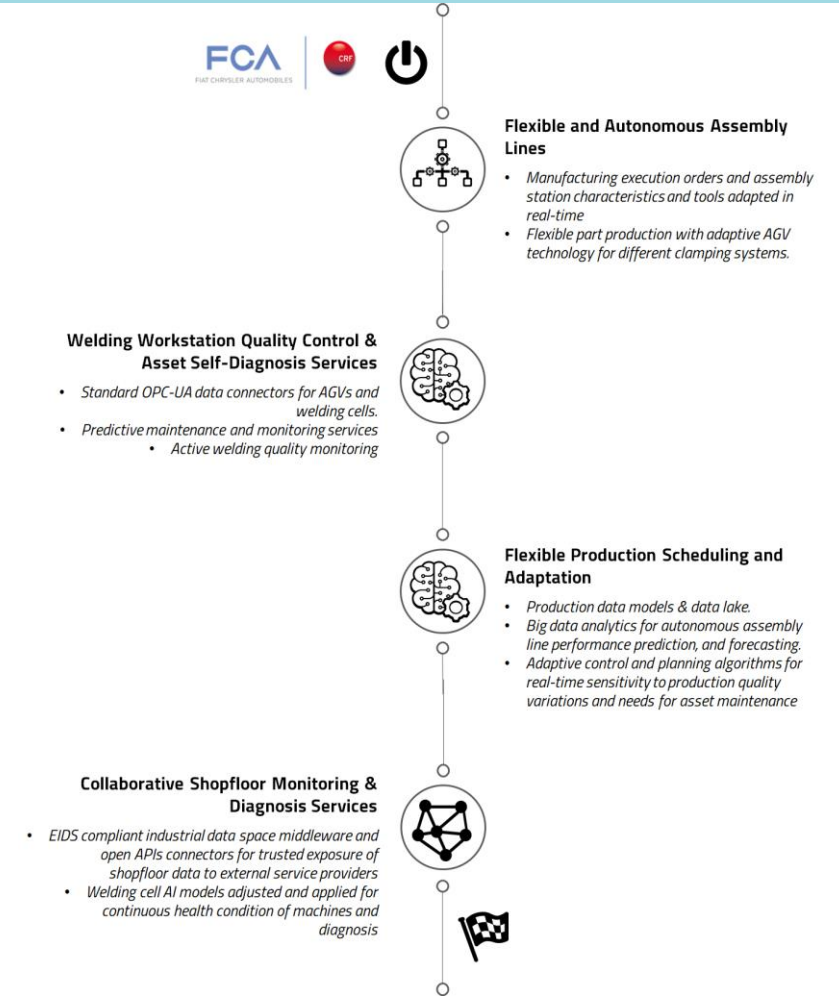 FCA
FIAT CHRYSLER AUTOMOBILES
CRF
Flexible and Autonomous Assembly
Lines
• Manufacturing execution orders and assembly
station characteristics and tools adapted in
real-time
• Flexible part production with adaptive AGV
technology for different clamping systems.
Welding Workstation Quality Control &
Asset Self-Diagnosis Services
• Standard OPC-UA data connectors for AGVs and
welding cells.
• Predictive maintenance and monitoring services
• Active welding quality monitoring
Flexible Production Scheduling and
Adaptation
• Production data models & data lake.
• Big data analytics for autonomous assembly
line performance prediction, and forecasting.
• Adaptive control and planning algorithms for
real-time sensitivity to production quality
variations and needs for asset maintenance
Collaborative Shopfloor Monitoring &
Diagnosis Services
• EIDS compliant industrial data space middleware and
open APIs connectors for trusted exposure of
shopfloor data to external service providers
• Welding cell AI models adjusted and applied for
continuous health condition of machines and
diagnosis